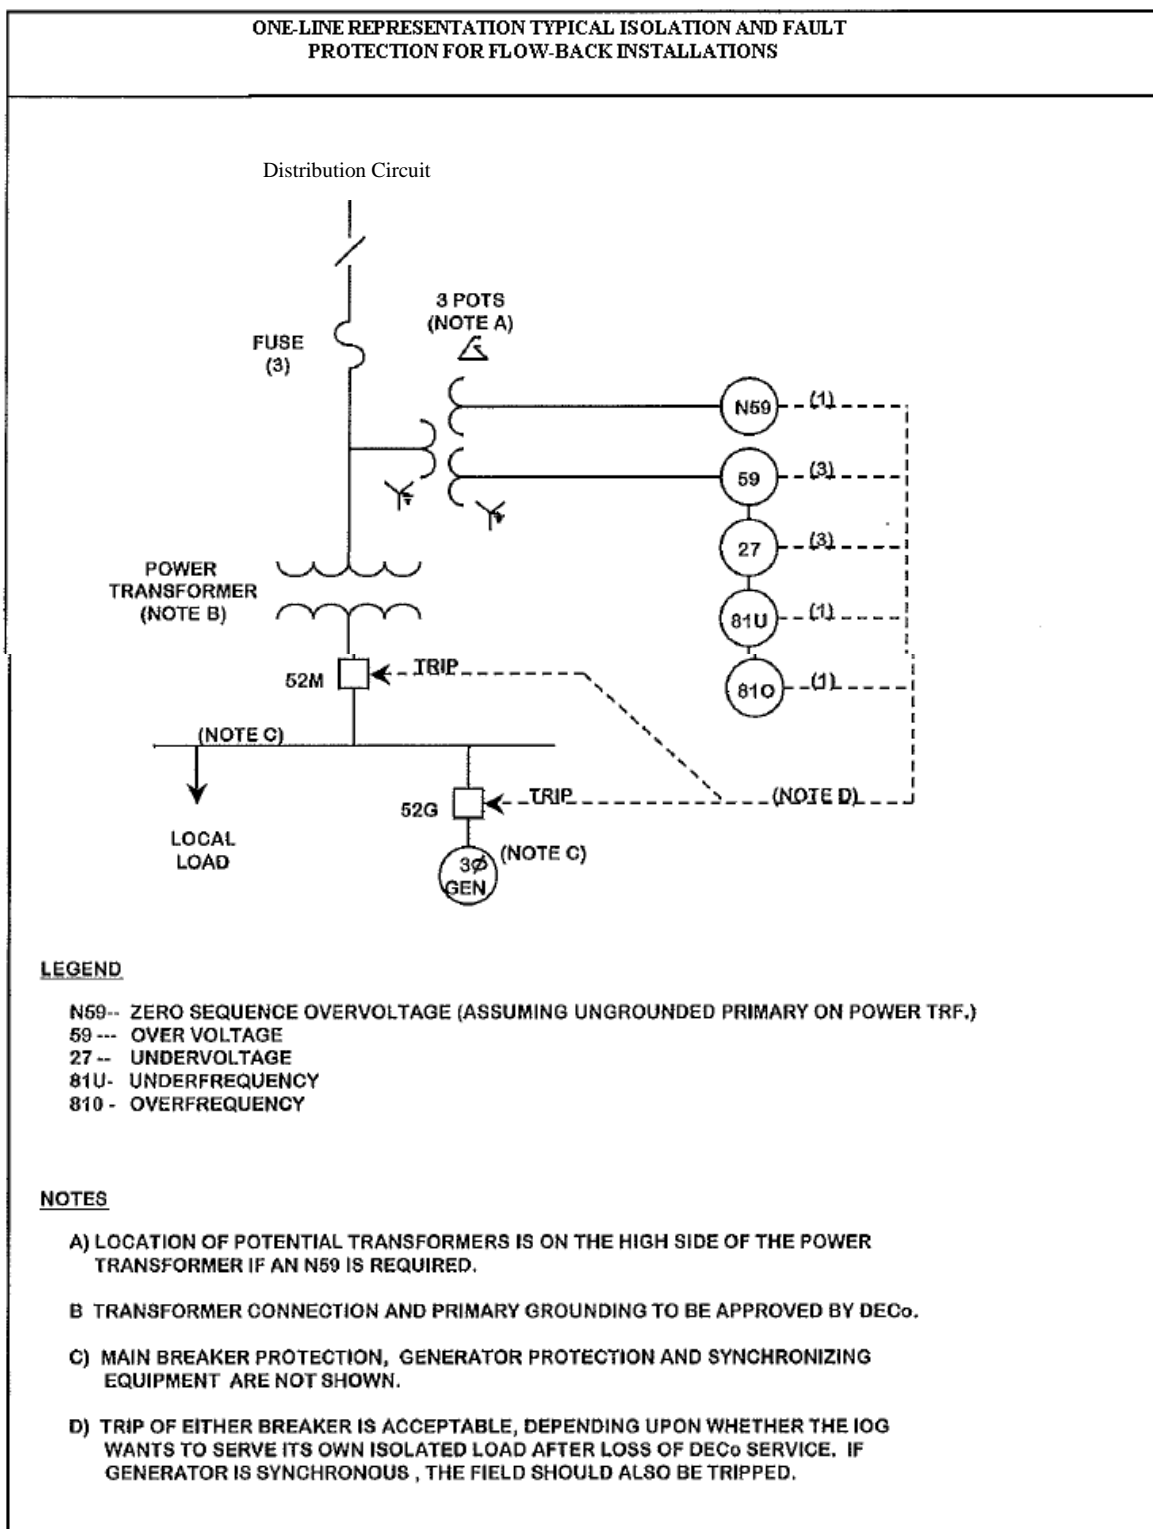 ONE-LINE REPRESENTATION TYPICAL ISOLATION AND FAULT
PROTECTION FOR FLOW-BACK INSTALLATIONS
Distribution Circuit
3 POTS
(NOTE A)
FUSE
(3)
N59
(1)
59
(3)
27
(3)
81U
(1)
81O
(1)
POWER
TRANSFORMER
(NOTE B)
52M
TRIP
(NOTE C)
52G
TRIP
(NOTE D)
LOCAL
LOAD
3Ø
GEN
(NOTE C)
LEGEND
N59-- ZERO SEQUENCE OVERVOLTAGE (ASSUMING UNGROUNDED PRIMARY ON POWER TRF.)
59 --- OVER VOLTAGE
27 -- UNDERVOLTAGE
81U- UNDERFREQUENCY
810 - OVERFREQUENCY
NOTES
A) LOCATION OF POTENTIAL TRANSFORMERS IS ON THE HIGH SIDE OF THE POWER
TRANSFORMER IF AN N59 IS REQUIRED.
B TRANSFORMER CONNECTION AND PRIMARY GROUNDING TO BE APPROVED BY DECo.
C) MAIN BREAKER PROTECTION, GENERATOR PROTECTION AND SYNCHRONIZING
EQUIPMENT ARE NOT SHOWN.
D) TRIP OF EITHER BREAKER IS ACCEPTABLE, DEPENDING UPON WHETHER THE IOG
WANTS TO SERVE ITS OWN ISOLATED LOAD AFTER LOSS OF DECo SERVICE. IF
GENERATOR IS SYNCHRONOUS , THE FIELD SHOULD ALSO BE TRIPPED.